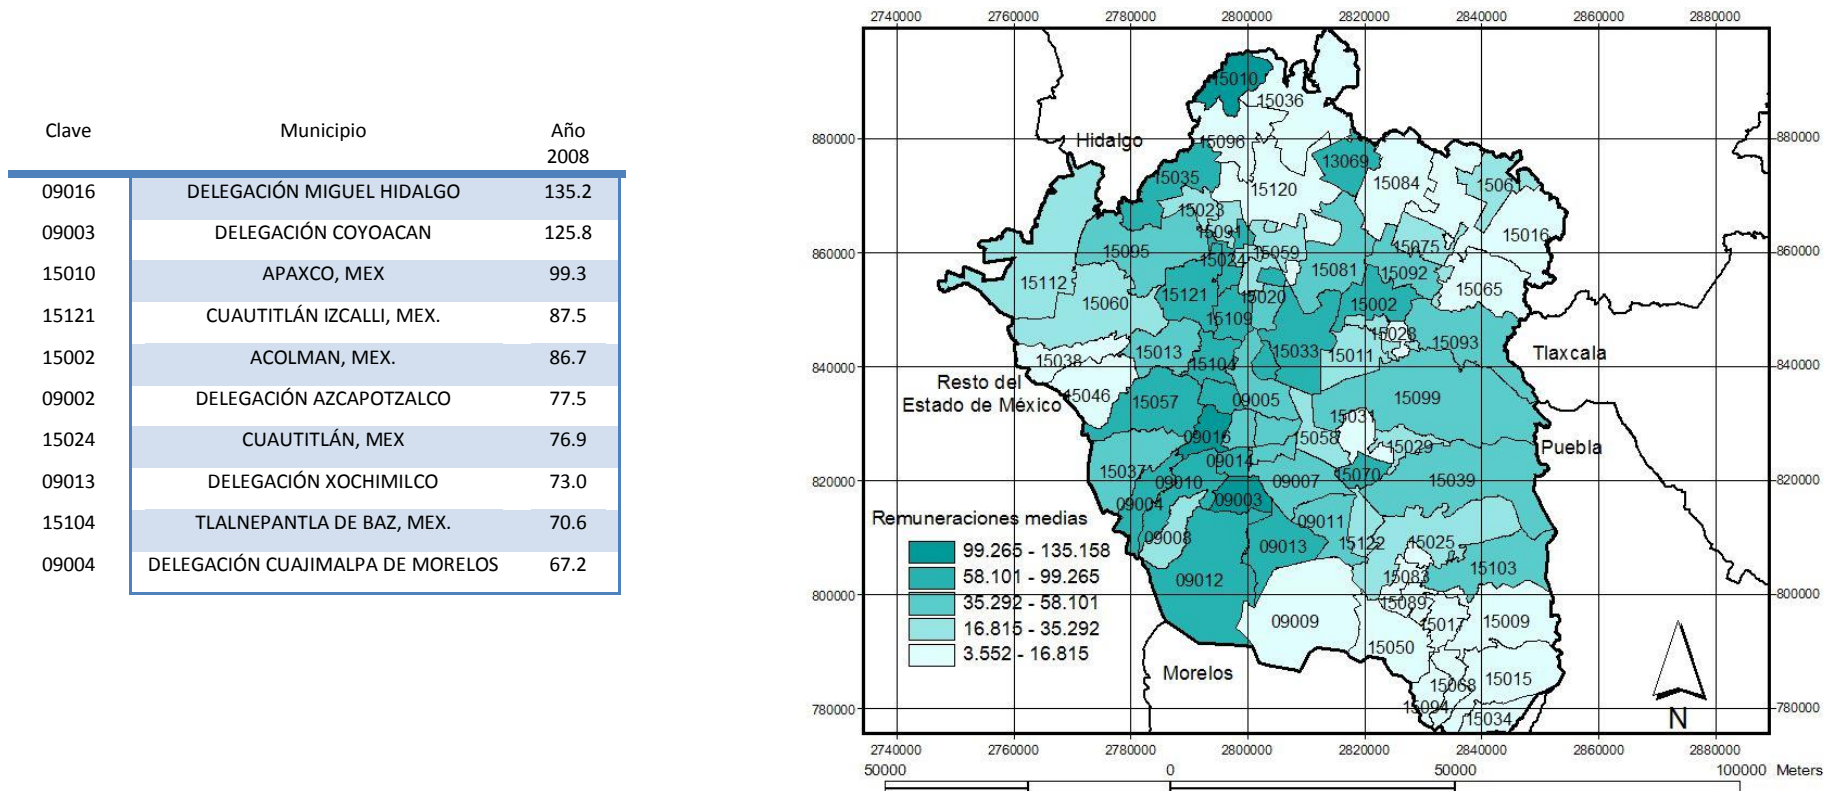 Clave Municipio Año
2008
09016 DELEGACIÓN MIGUEL HIDALGO 135.2
09003 DELEGACIÓN COYOACAN 125.8
15010 APAXCO, MEX 99.3
15121 CUAUTITLÁN IZCALLI, MEX. 87.5
15002 ACOLMAN, MEX. 86.7
09002 DELEGACIÓN AZCAPOTZALCO 77.5
15024 CUAUTITLÁN, MEX 76.9
09013 DELEGACIÓN XOCHIMILCO 73.0
15104 TLALNEPANTLA DE BAZ, MEX. 70.6
09004 DELEGACIÓN CUAJIMALPA DE MORELOS 67.2
2740000 2760000 2780000 2800000 2820000 2840000 2860000 2880000
15010
15036
880000 Hidalgo 15096 880000
13069
15035 15120 15084 1506
15023
15091 15016
860000 15095 15024 15059 15075 860000
15081 15092
15112 15060 15121 15020 15002 15065
15109 15028
15038 15013 15104 15033 15011 15093 Tlaxcala
840000 840000
Resto del
Estado de México 15046 15057 09005 15099
15031
09016 15058 15029 Puebla
09014
15037 09010 09007 15070 15039
820000 820000
09004 09003
Remuneraciones medias 09011
09008 09013 15122 15025
99.265 - 135.158
58.101 - 99.265 09012 15083 15103
35.292 - 58.101 15089
800000 800000
16.815 - 35.292 09009 15017 15009
3.552 - 16.815 15050
Morelos 15068 15015
15094 15034
780000 N 780000
2740000 2760000 2780000 2800000 2820000 2840000 2860000 2880000
50000 0 50000 100000 Meters